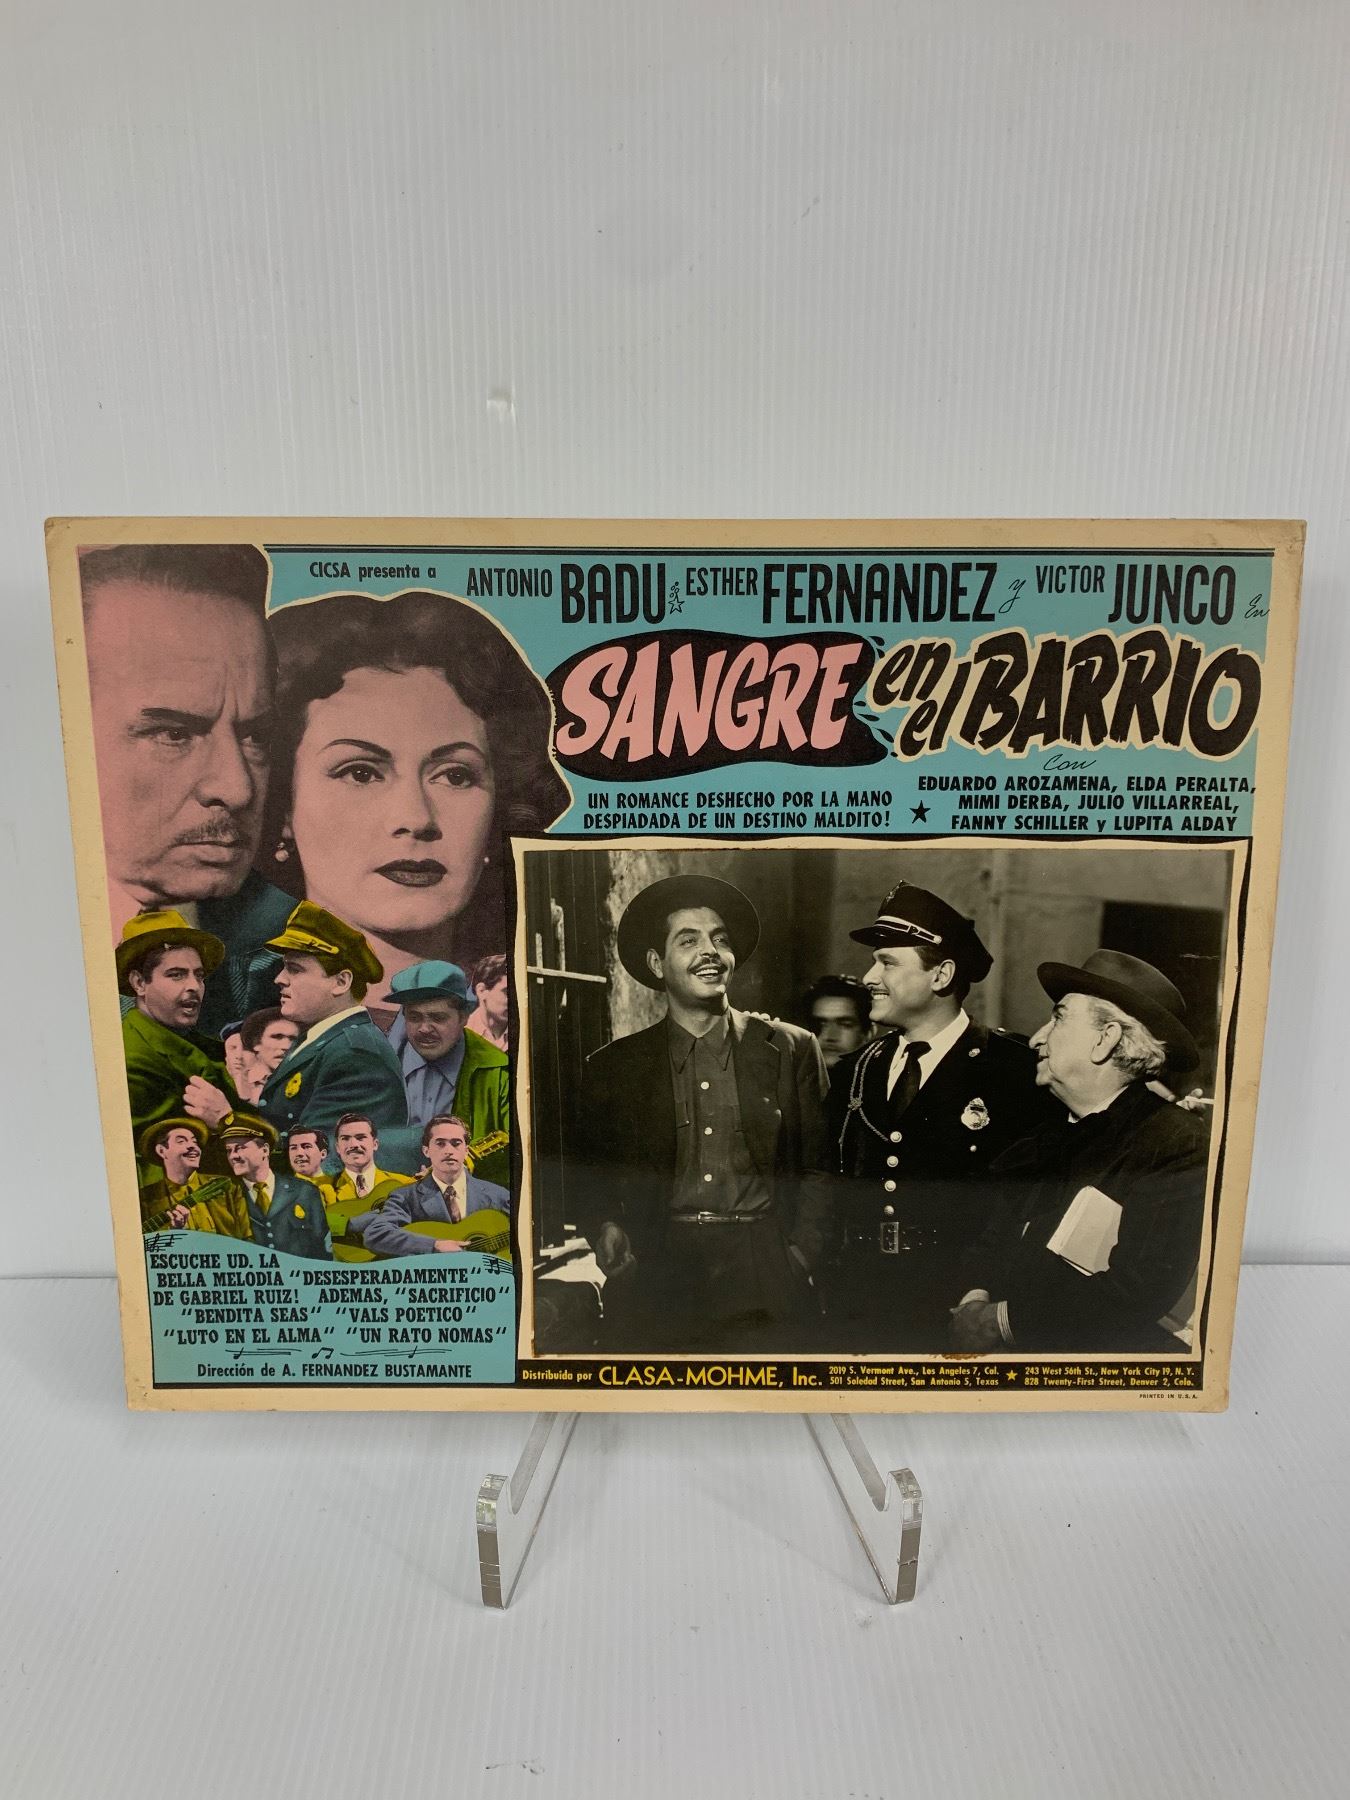 CICSA presenta a ANTONIO BADU ESTHER FERNANDEZ y VICTOR JUNCO En
SANGRE en el BARRIO
con
UN ROMANCE DESHECHO POR LA MANO
DESPIADADA DE UN DESTINO MALDITO!
EDUARDO AROZAMENA, ELDA PERALTA,
MIMI DERBA, JULIO VILLARREAL,
FANNY SCHILLER y LUPITA ALDAY
ESCUCHE UD. LA
BELLA MELODIA "DESESPERADAMENTE"
DE GABRIEL RUIZ! ADEMAS, "SACRIFICIO"
"BENDITA SEAS" "VALS POETICO"
"LUTO EN EL ALMA" "UN RATO NOMAS"
Dirección de A. FERNANDEZ BUSTAMANTE
Distribuida por CLASA-MOHME, Inc.
2019 S. Vermont Ave., Los Angeles 7, Cal.
501 Soledad Street, San Antonio 5, Texas
243 West 56th St., New York City 19, N. Y.
828 Twenty-First Street, Denver 2, Colo.
PRINTED IN U.S.A.